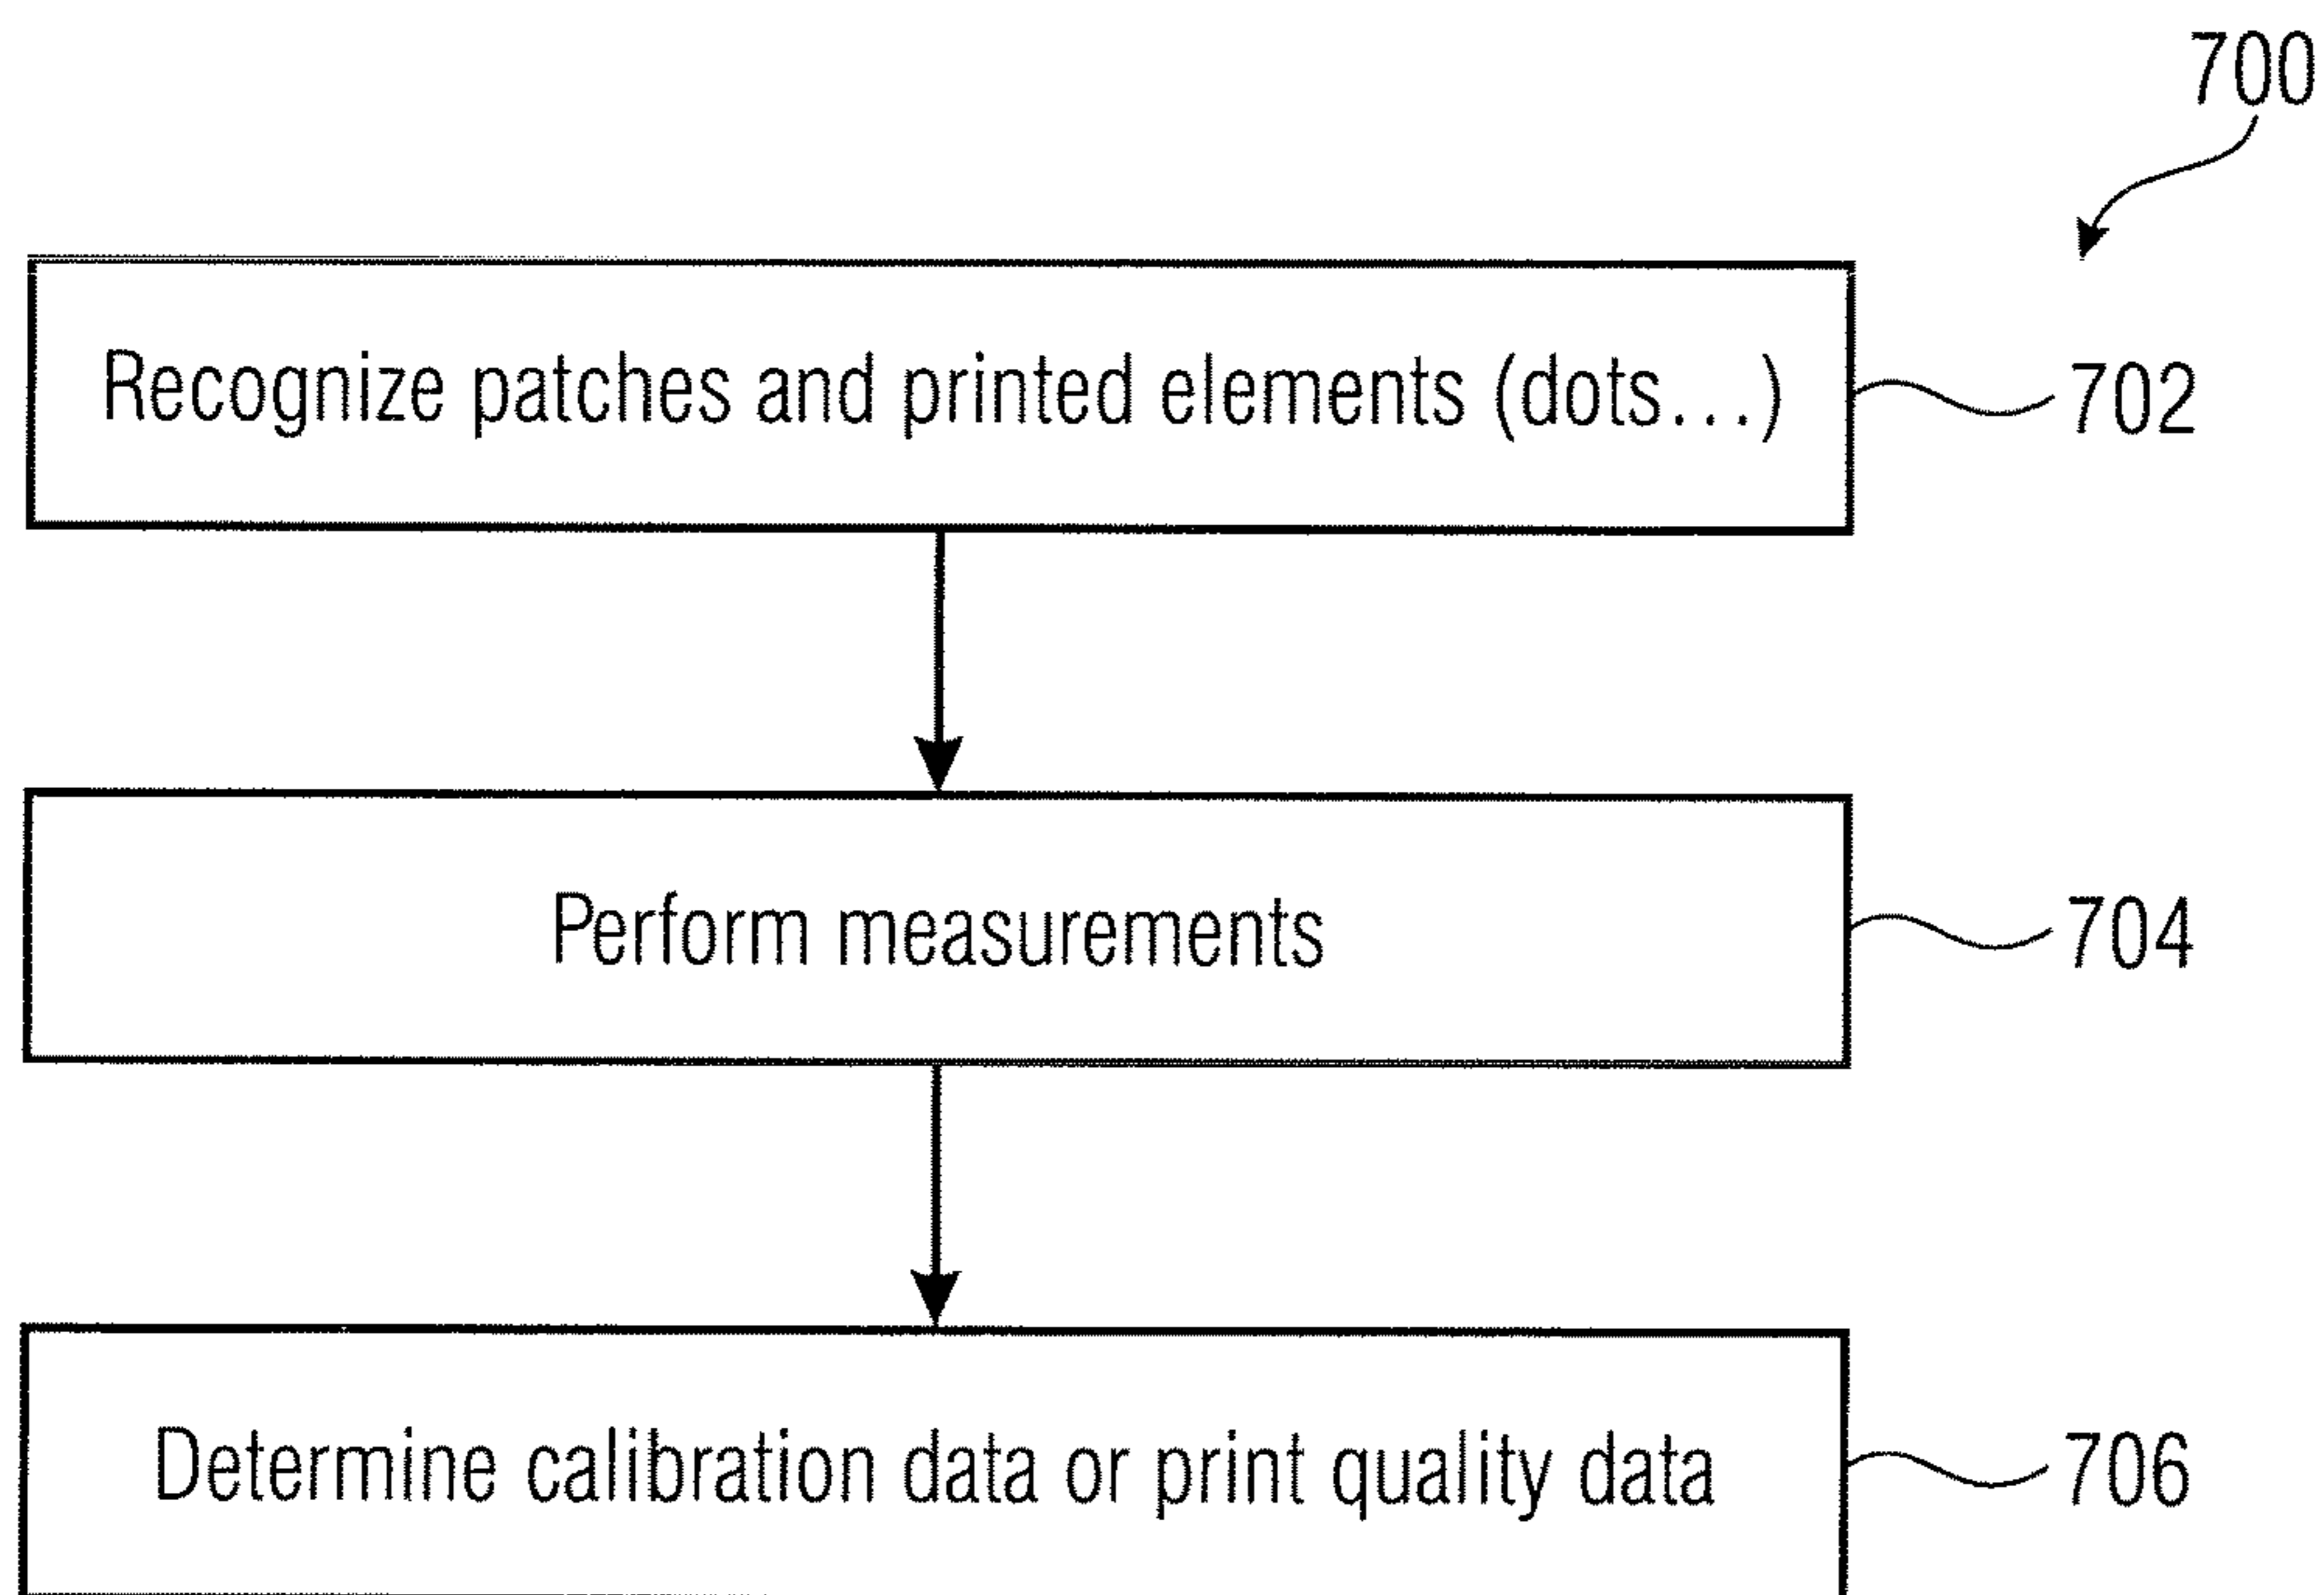 700
Recognize patches and printed elements (dots...)
702
Perform measurements
704
Determine calibration data or print quality data
706